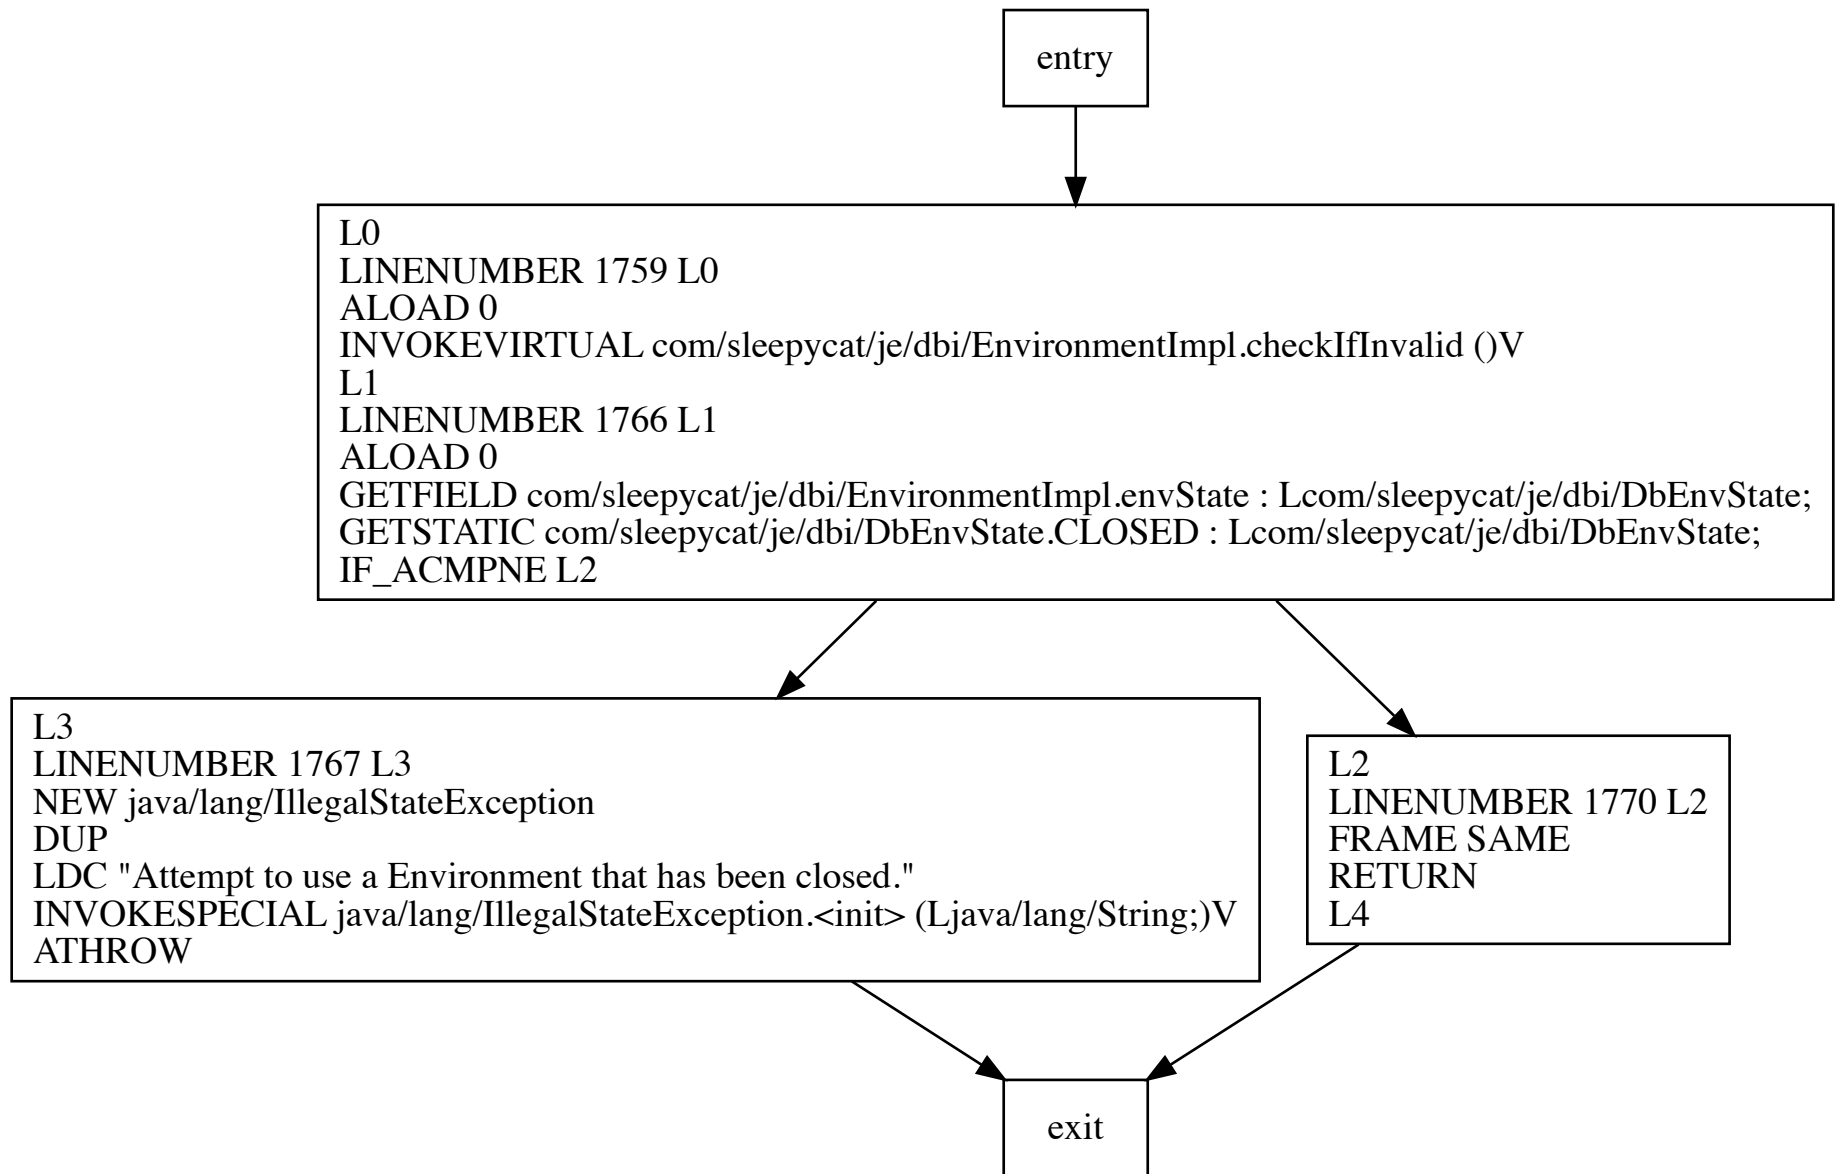 entry
L0
LINENUMBER 1759 L0
ALOAD 0
INVOKEVIRTUAL com/sleepycat/je/dbi/EnvironmentImpl.checkIfInvalid ()V
L1
LINENUMBER 1766 L1
ALOAD 0
GETFIELD com/sleepycat/je/dbi/EnvironmentImpl.envState : Lcom/sleepycat/je/dbi/DbEnvState;
GETSTATIC com/sleepycat/je/dbi/DbEnvState.CLOSED : Lcom/sleepycat/je/dbi/DbEnvState;
IF_ACMPNE L2
L3
LINENUMBER 1767 L3
NEW java/lang/IllegalStateException
DUP
LDC "Attempt to use a Environment that has been closed."
INVOKESPECIAL java/lang/IllegalStateException.<init> (Ljava/lang/String;)V
ATHROW
L2
LINENUMBER 1770 L2
FRAME SAME
RETURN
L4
exit